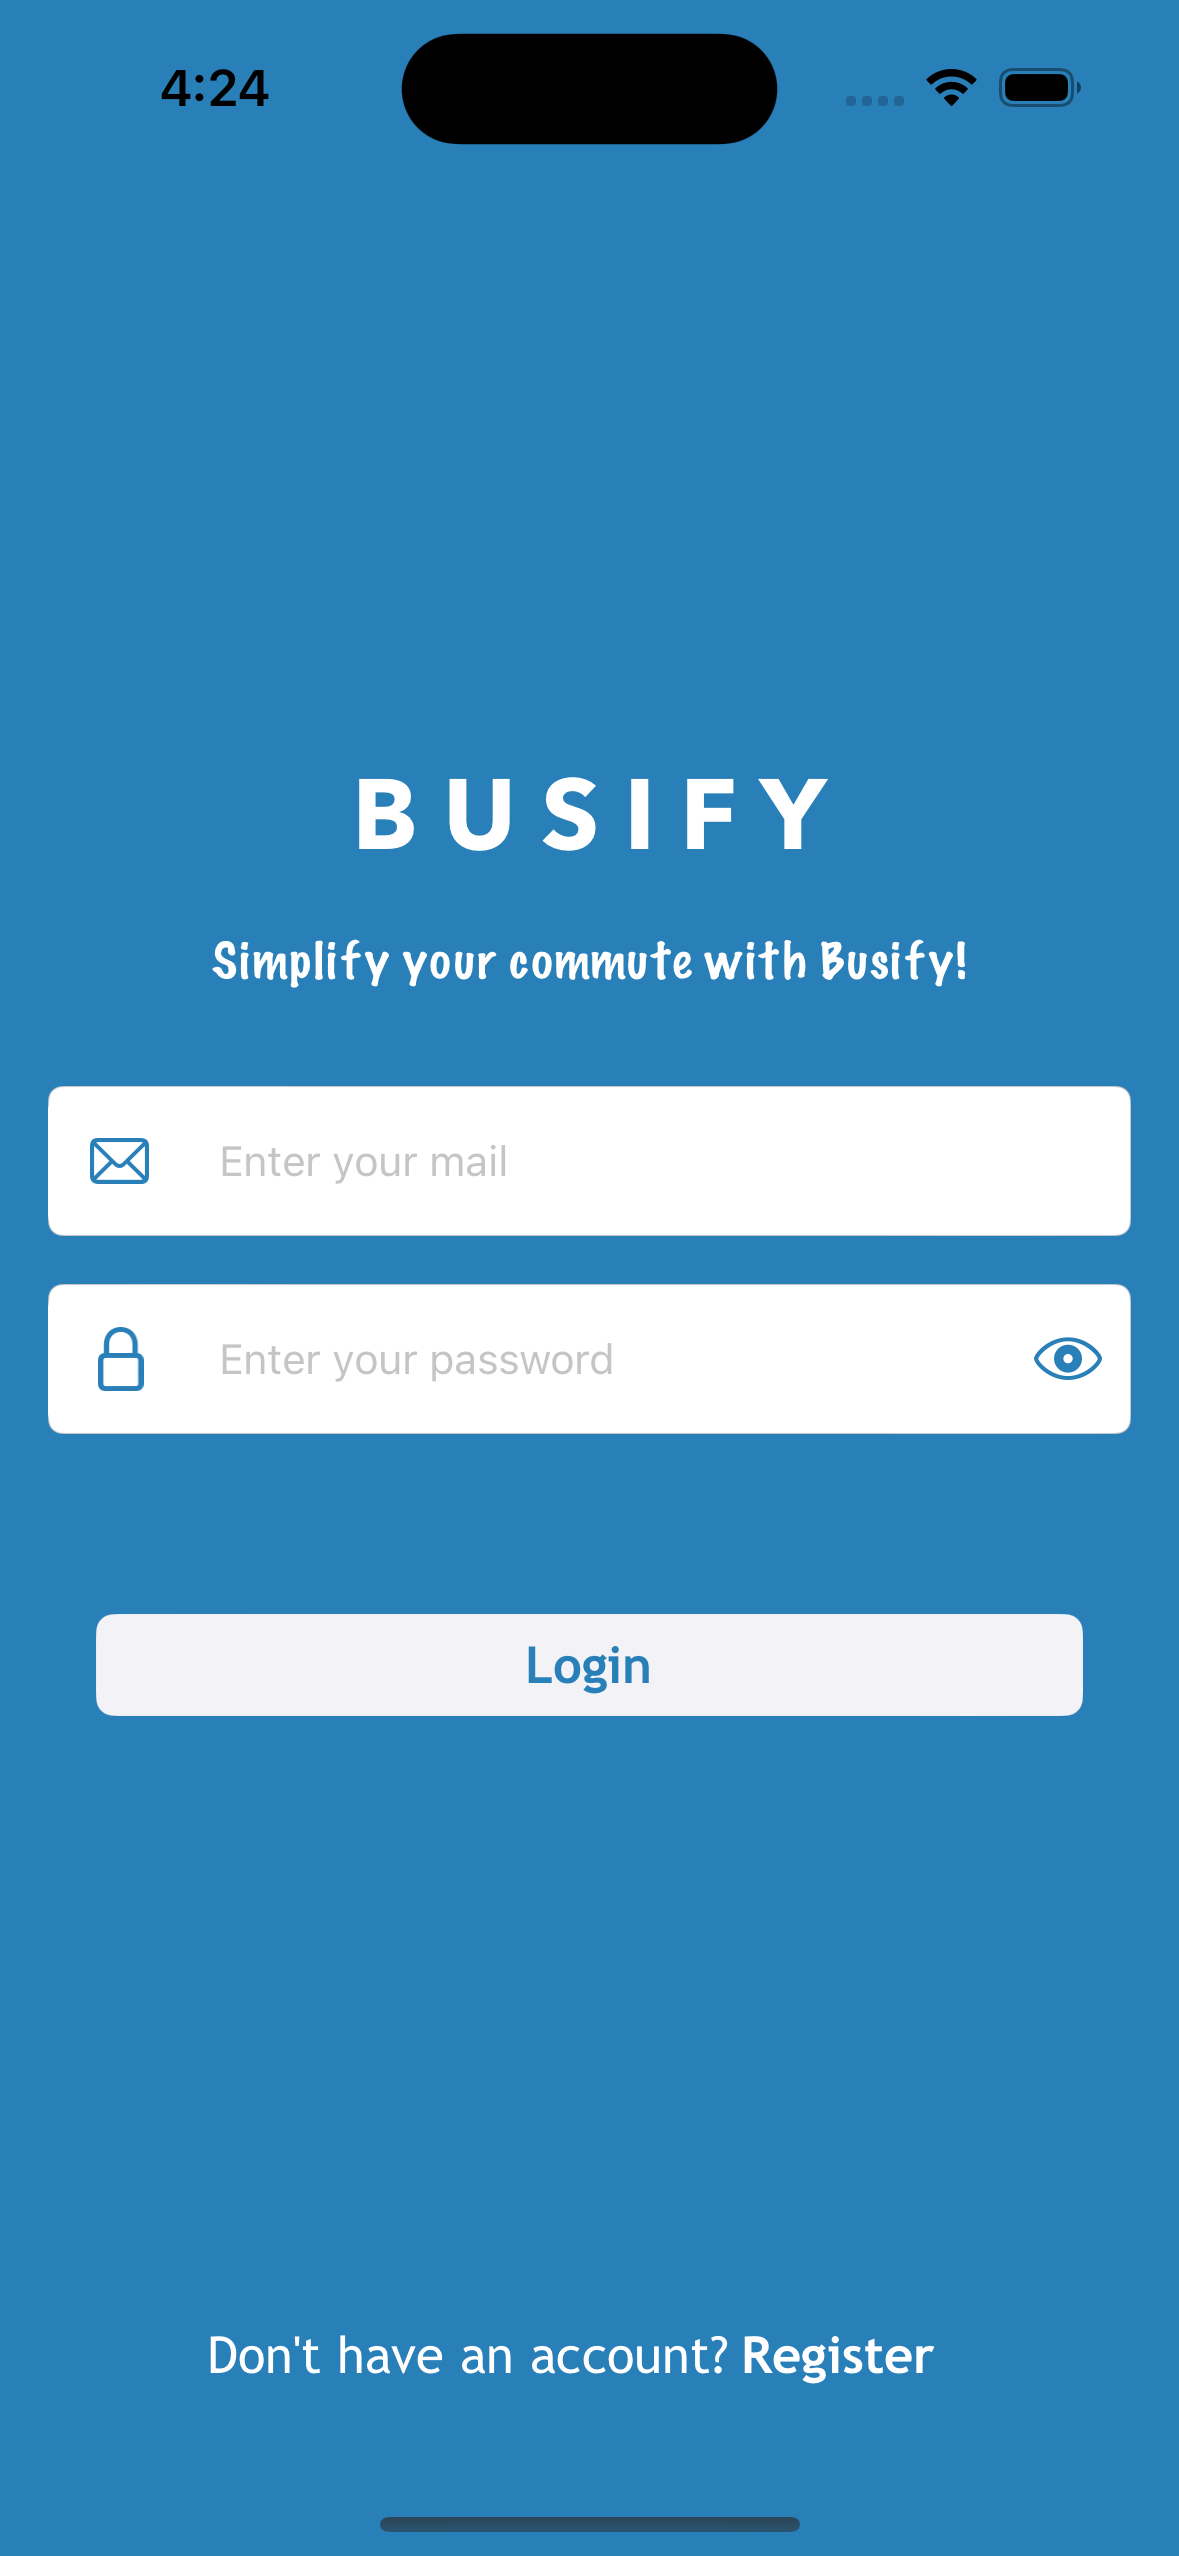 4:24
BUSIFY
Simplify your commute with Busify!
Enter your mail
Enter your password
Login
Don't have an account? Register